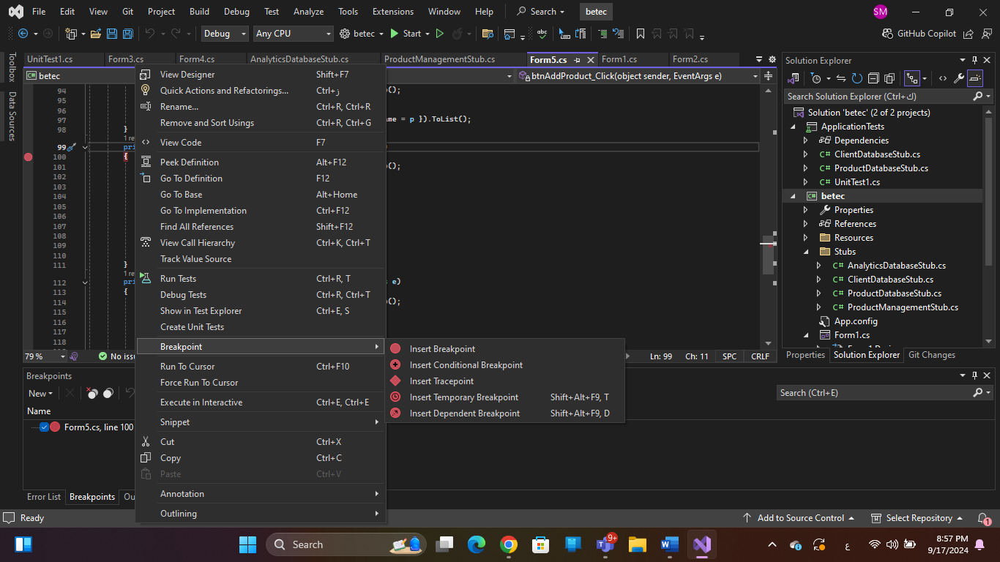 File Edit View Git Project Build Debug Test Analyze Tools Extensions Window Help Search betec SM
Debug Any CPU betec Start GitHub Copilot
UnitTest1.cs Form3.cs Form4.cs AnalyticsDatabaseStub.cs ProductManagementStub.cs Form5.cs Form1.cs Form2.cs
Toolbox
Data Sources
C# betec
btnAddProduct_Click(object sender, EventArgs e)
94
();
95
96
97
ame = p }).ToList();
98 }
1 re
99 pri
100 {
101
();
102
103
104
105
106
107
108
109
110
111 }
1 re
112 pri
s e)
113 {
114
();
115
116
117
118
79 %
No issu
Ln: 99 Ch: 11 SPC CRLF
View Designer Shift+F7
Quick Actions and Refactorings... Ctrl+ز
Rename... Ctrl+R, Ctrl+R
Remove and Sort Usings Ctrl+R, Ctrl+G
View Code F7
Peek Definition Alt+F12
Go To Definition F12
Go To Base Alt+Home
Go To Implementation Ctrl+F12
Find All References Shift+F12
View Call Hierarchy Ctrl+K, Ctrl+T
Track Value Source
Run Tests Ctrl+R, T
Debug Tests Ctrl+R, Ctrl+T
Show in Test Explorer Ctrl+E, S
Create Unit Tests
Breakpoint
Run To Cursor Ctrl+F10
Force Run To Cursor
Execute in Interactive Ctrl+E, Ctrl+E
Snippet
Cut Ctrl+X
Copy Ctrl+C
Paste Ctrl+V
Annotation
Outlining
Insert Breakpoint
Insert Conditional Breakpoint
Insert Tracepoint
Insert Temporary Breakpoint Shift+Alt+F9, T
Insert Dependent Breakpoint Shift+Alt+F9, D
Solution Explorer
Search Solution Explorer (Ctrl+ك)
Solution 'betec' (2 of 2 projects)
ApplicationTests
Dependencies
C# ClientDatabaseStub.cs
C# ProductDatabaseStub.cs
C# UnitTest1.cs
C# betec
Properties
References
Resources
Stubs
C# AnalyticsDatabaseStub.cs
C# ClientDatabaseStub.cs
C# ProductDatabaseStub.cs
C# ProductManagementStub.cs
App.config
Form1.cs
Properties Solution Explorer Git Changes
Breakpoints
New
Search (Ctrl+E)
Name
Form5.cs, line 100
Error List Breakpoints Ou
Ready
Add to Source Control Select Repository 1
Search
9+
ع
8:57 PM
9/17/2024